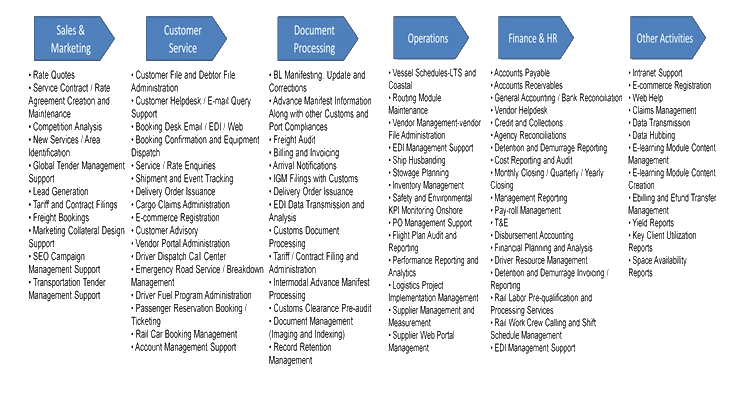 Sales &
Marketing
• Rate Quotes
• Service Contract / Rate
Agreement Creation and
Maintenance
• Competition Analysis
• New Services / Area
Identification
• Global Tender Management
Support
• Lead Generation
• Tariff and Contract Filings
• Freight Bookings
• Marketing Collateral Design
Support
• SEO Campaign
Management Support
• Transportation Tender
Management Support
Customer
Service
• Customer File and Debtor File
Administration
• Customer Helpdesk / E-mail Query
Support
• Booking Desk Email / EDI / Web
• Booking Confirmation and Equipment
Dispatch
• Service / Rate Enquiries
• Shipment and Event Tracking
• Delivery Order Issuance
• Cargo Claims Administration
• E-commerce Registration
• Customer Advisory
• Vendor Portal Administration
• Driver Dispatch Call Center
• Emergency Road Service / Breakdown
Management
• Driver Fuel Program Administration
• Passenger Reservation Booking /
Ticketing
• Rail Car Booking Management
• Account Management Support
Document
Processing
• BL Manifesting. Update and
Corrections
• Advance Manifest Information
Along with other Customs and
Port Compliances
• Freight Audit
• Billing and Invoicing
• Arrival Notifications
• IGM Filings with Customs
• Delivery Order Issuance
• EDI Data Transmission and
Analysis
• Customs Document
Processing
• Tariff / Contract Filing and
Administration
• Intermodal Advance Manifest
Processing
• Customs Clearance Pre-audit
• Document Management
(Imaging and Indexing)
• Record Retention
Management
Operations
• Vessel Schedules-LTS and
Coastal
• Routing Module
Maintenance
• Vendor Management-vendor
File Administration
• EDI Management Support
• Ship Husbanding
• Stowage Planning
• Inventory Management
• Safety and Environmental
KPI Monitoring Onshore
• PO Management Support
• Flight Plan Audit and
Reporting
• Performance Reporting and
Analytics
• Logistics Project
Implementation Management
• Supplier Management and
Measurement
• Supplier Web Portal
Management
Finance & HR
• Accounts Payable
• Accounts Receivables
• General Accounting / Bank Reconciliation
• Vendor Helpdesk
• Credit and Collections
• Agency Reconciliations
• Detention and Demurrage Reporting
• Cost Reporting and Audit
• Monthly Closing / Quarterly / Yearly
Closing
• Management Reporting
• Pay-roll Management
• T&E
• Disbursement Accounting
• Financial Planning and Analysis
• Driver Resource Management
• Detention and Demurrage Invoicing /
Reporting
• Rail Labor Pre-qualification and
Processing Services
• Rail Work Crew Calling and Shift
Schedule Management
• EDI Management Support
Other Activities
• Intranet Support
• E-commerce Registration
• Web Help
• Claims Management
• Data Transmission
• Data Hubbing
• E-learning Module Content
Management
• E-learning Module Content
Creation
• Ebilling and Efund Transfer
Management
• Yield Reports
• Key Client Utilization
Reports
• Space Availability
Reports